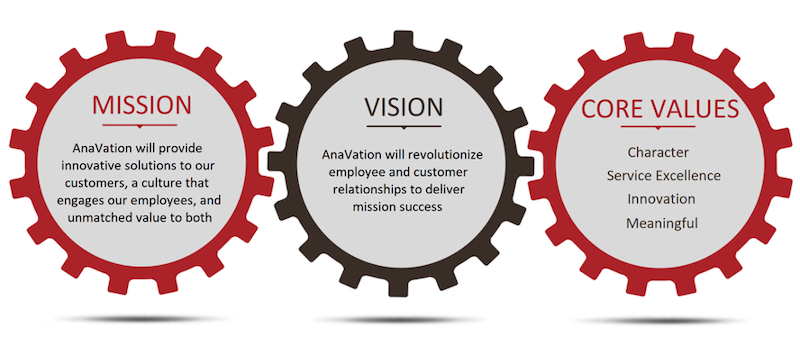 MISSION
AnaVation will provide
innovative solutions to our
customers, a culture that
engages our employees, and
unmatched value to both
VISION
AnaVation will revolutionize
employee and customer
relationships to deliver
mission success
CORE VALUES
Character
Service Excellence
Innovation
Meaningful